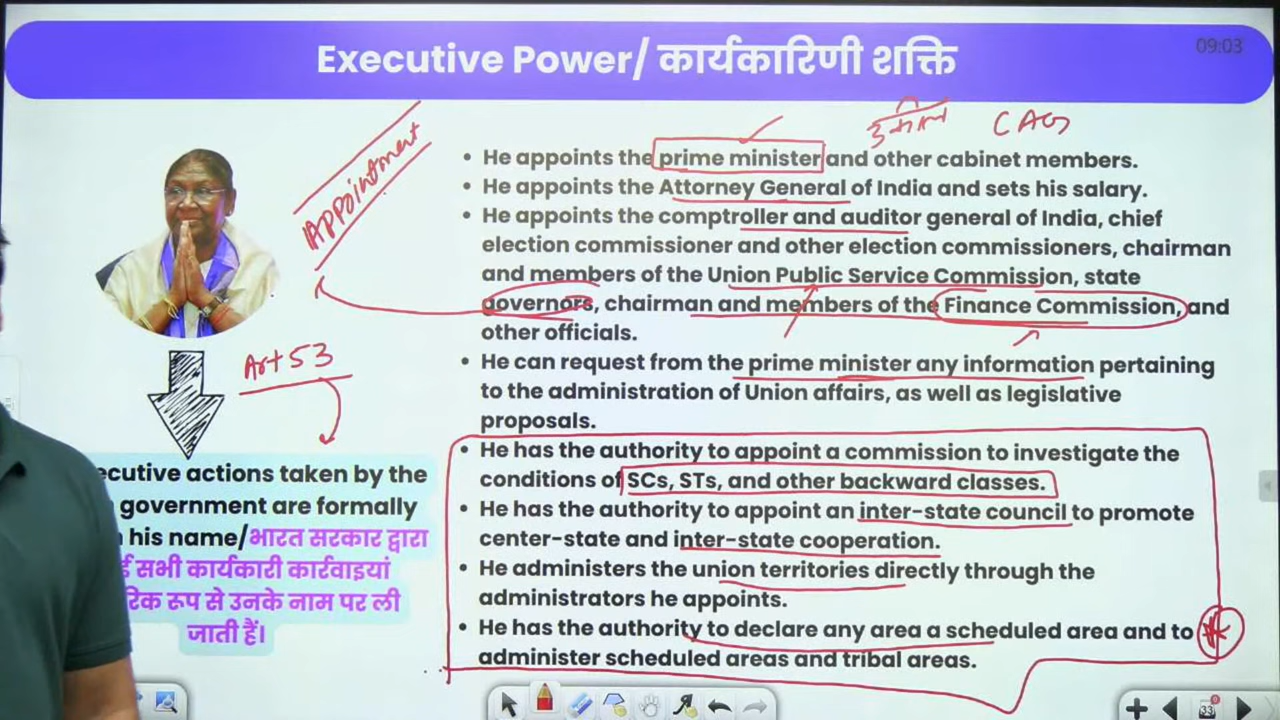 Executive Power/ कार्यकारिणी शक्ति
09:03
CAG
Appointment
• He appoints the prime minister and other cabinet members.
• He appoints the Attorney General of India and sets his salary.
• He appoints the comptroller and auditor general of India, chief
election commissioner and other election commissioners, chairman
and members of the Union Public Service Commission, state
governors, chairman and members of the Finance Commission, and
other officials.
• He can request from the prime minister any information pertaining
to the administration of Union affairs, as well as legislative
proposals.
• He has the authority to appoint a commission to investigate the
conditions of SCs, STs, and other backward classes.
• He has the authority to appoint an inter-state council to promote
center-state and inter-state cooperation.
• He administers the union territories directly through the
administrators he appoints.
• He has the authority to declare any area a scheduled area and to
administer scheduled areas and tribal areas.
Art 53
ecutive actions taken by the
government are formally
his name/भारत सरकार द्वारा
सभी कार्यकारी कार्रवाइयां
रिक रूप से उनके नाम पर ली
जाती हैं।
33